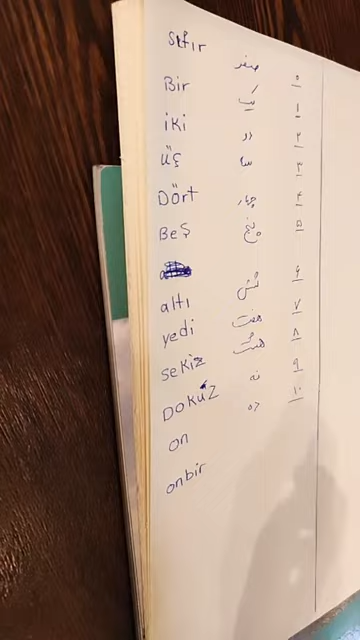 Sıfır صفر ۰
Bir یک ۱
iki دو ۲
üç سه ۳
Dört چهار ۴
Beş پنج ۵
altı شش ۶
yedi هفت ۷
sekiz هشت ۸
Dokuz نه ۹
on ده ۱۰
onbir